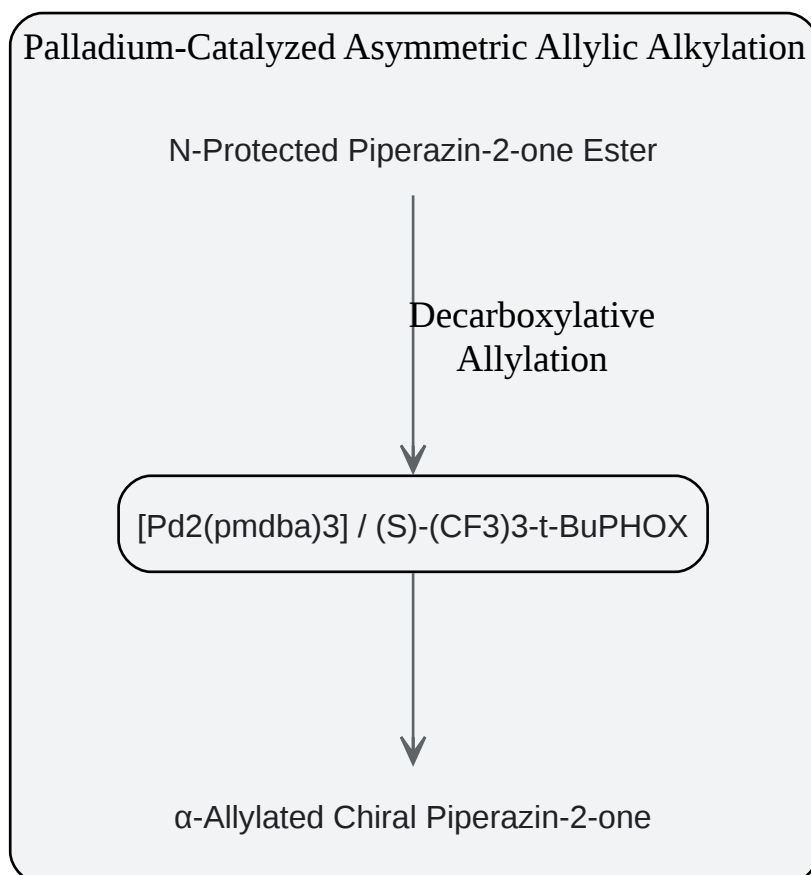 Palladium-Catalyzed Asymmetric Allylic Alkylation
N-Protected Piperazin-2-one Ester
Decarboxylative
Allylation
[Pd2(pmdba)3] / (S)-(CF3)3-t-BuPHOX
α-Allylated Chiral Piperazin-2-one